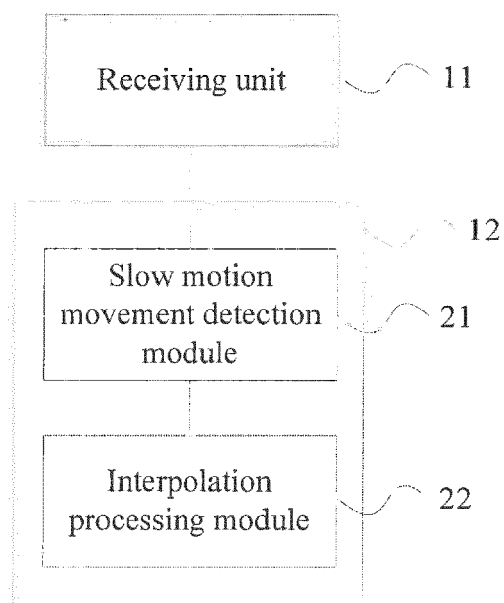 Receiving unit
11
12
Slow motion
movement detection
module
21
Interpolation
processing module
22